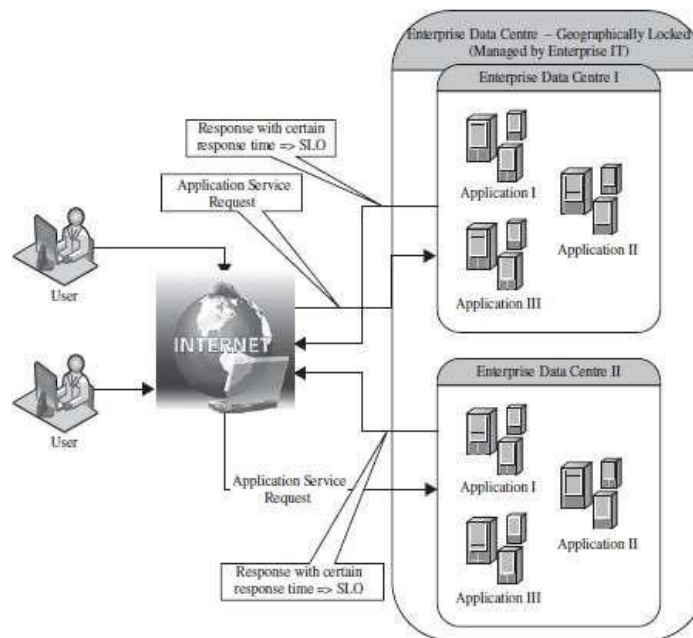 Enterprise Data Centre – Geographically Locked
(Managed by Enterprise IT)
Enterprise Data Centre I
Response with certain
response time => SLO
Application Service
Request
Application I
Application II
Application III
User
INTERNET
User
Enterprise Data Centre II
Application Service
Request
Application I
Application II
Application III
Response with certain
response time => SLO